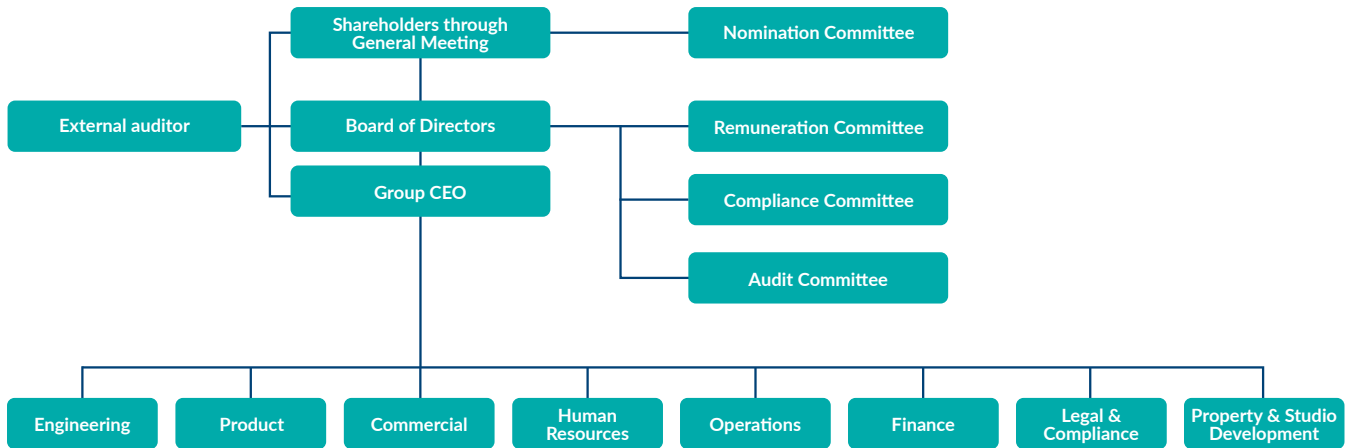 Shareholders through
General Meeting
Nomination Committee
External auditor
Board of Directors
Remuneration Committee
Group CEO
Compliance Committee
Audit Committee
Engineering
Product
Commercial
Human
Resources
Operations
Finance
Legal &
Compliance
Property & Studio
Development